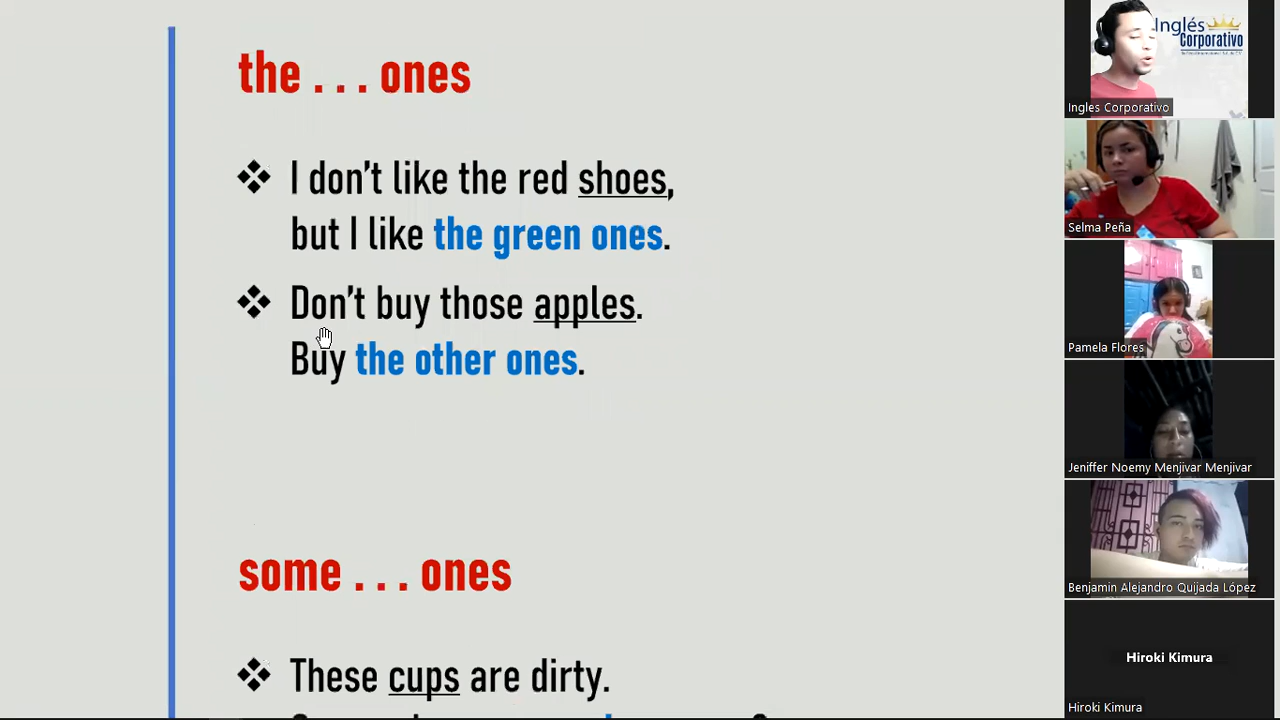 the . . . ones
❖ I don't like the red shoes,
but I like the green ones.
❖ Don't buy those apples.
Buy the other ones.
some . . . ones
❖ These cups are dirty.
Inglés
Corporativo
Ingles Corporativo
Selma Peña
Pamela Flores
Jeniffer Noemy Menjivar Menjivar
Benjamin Alejandro Quijada López
Hiroki Kimura
Hiroki Kimura